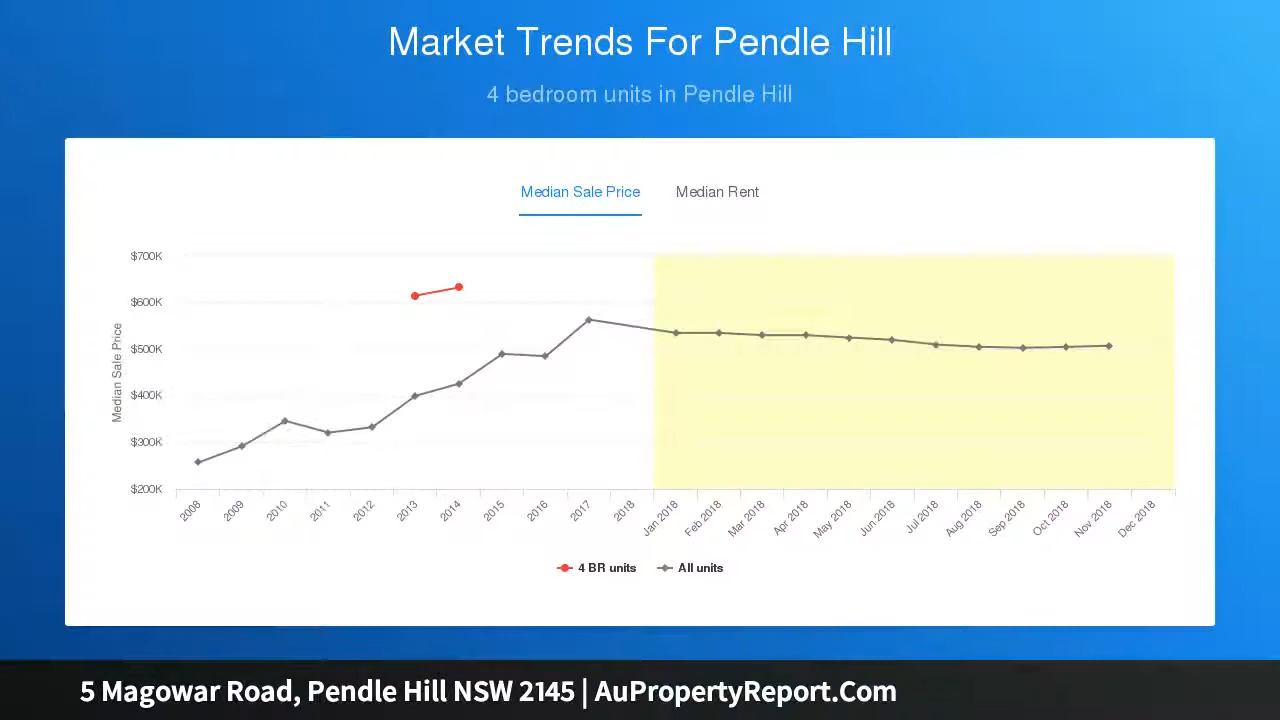 Market Trends For Pendle Hill
4 bedroom units in Pendle Hill
Median Sale Price Median Rent
Median Sale Price
$700K
$600K
$500K
$400K
$300K
$200K
2008 2009 2010 2011 2012 2013 2014 2015 2016 2017 2018 Jan 2018 Feb 2018 Mar 2018 Apr 2018 May 2018 Jun 2018 Jul 2018 Aug 2018 Sep 2018 Oct 2018 Nov 2018 Dec 2018
4 BR units All units
5 Magowar Road, Pendle Hill NSW 2145 | AuPropertyReport.Com